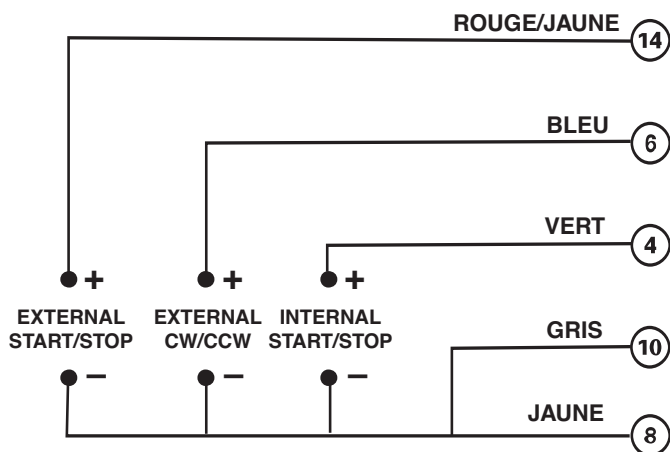 ROUGE/JAUNE
14
BLEU
6
VERT
4
+ + +
EXTERNAL START/STOP
EXTERNAL CW/CCW
INTERNAL START/STOP
− − −
GRIS
10
JAUNE
8